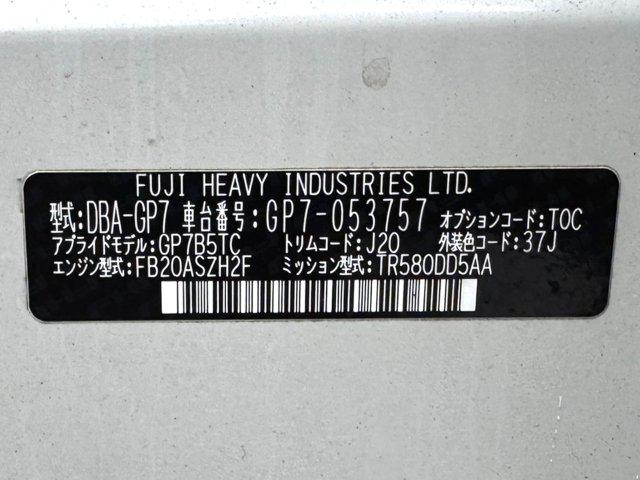 FUJI HEAVY INDUSTRIES LTD.
型式:DBA-GP7 車台番号:GP7-053757 オプションコード:TOC
アプライドモデル:GP7B5TC トリムコード:J20 外装色コード:37J
エンジン型式:FB20ASZH2F ミッション型式:TR580DD5AA